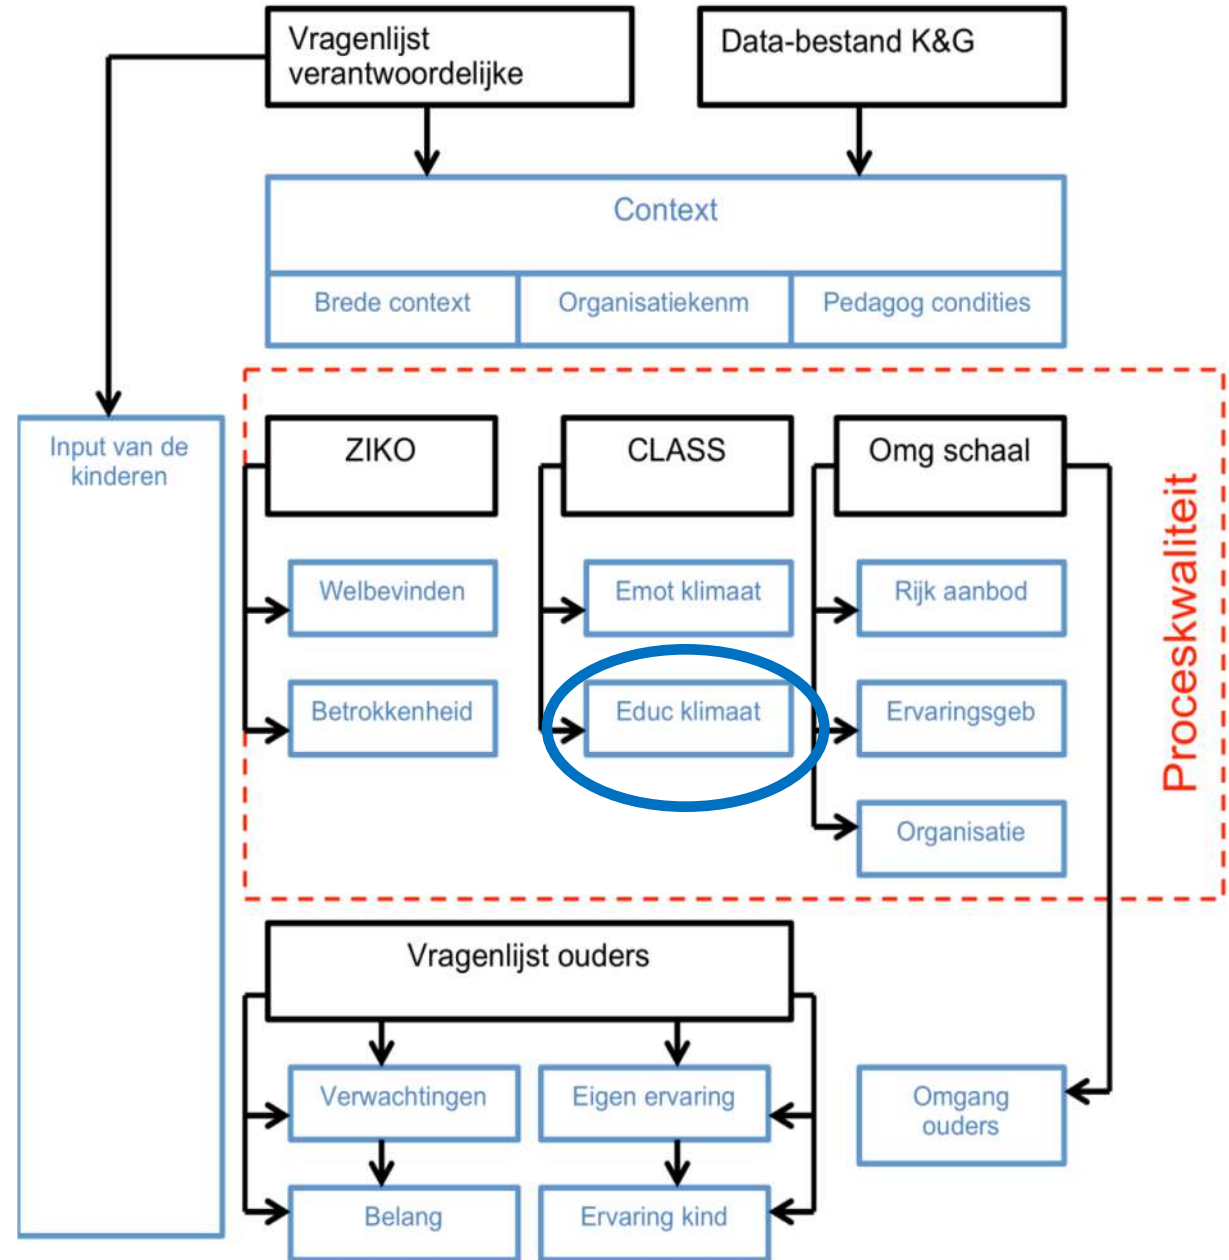 Vragenlijst
verantwoordelijke
Data-bestand K&G
Context
Brede context
Organisatiekenm
Pedagog condities
Input van de
kinderen
ZIKO
CLASS
Omg schaal
Welbevinden
Emot klimaat
Rijk aanbod
Betrokkenheid
Educ klimaat
Ervaringsgeb
Organisatie
Proceskwaliteit
Vragenlijst ouders
Verwachtingen
Eigen ervaring
Omgang
ouders
Belang
Ervaring kind